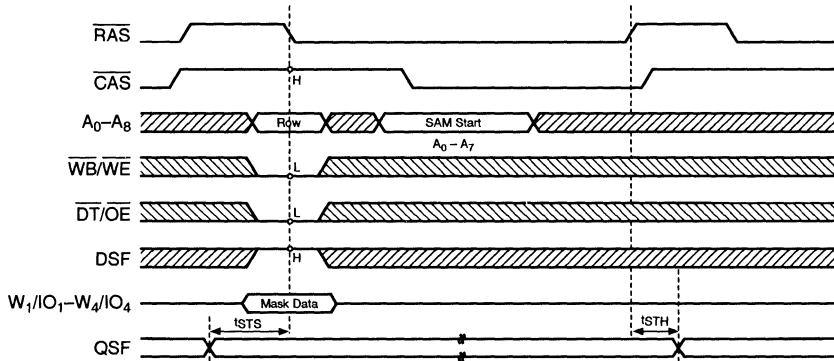 RAS
CAS
H
A0–A8
Row
SAM Start
A0 – A7
WB/WE
L
DT/OE
L
DSF
H
W1/IO1–W4/IO4
Mask Data
tSTS
tSTH
QSF